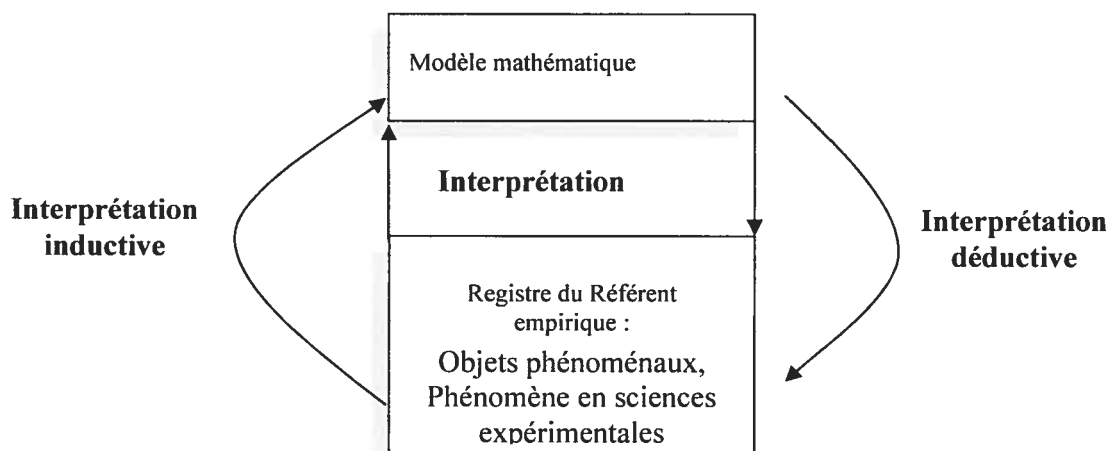 Modèle mathématique
Interprétation
Interprétation
inductive
Interprétation
déductive
Registre du Référent
empirique :
Objets phénoménaux,
Phénomène en sciences
expérimentales